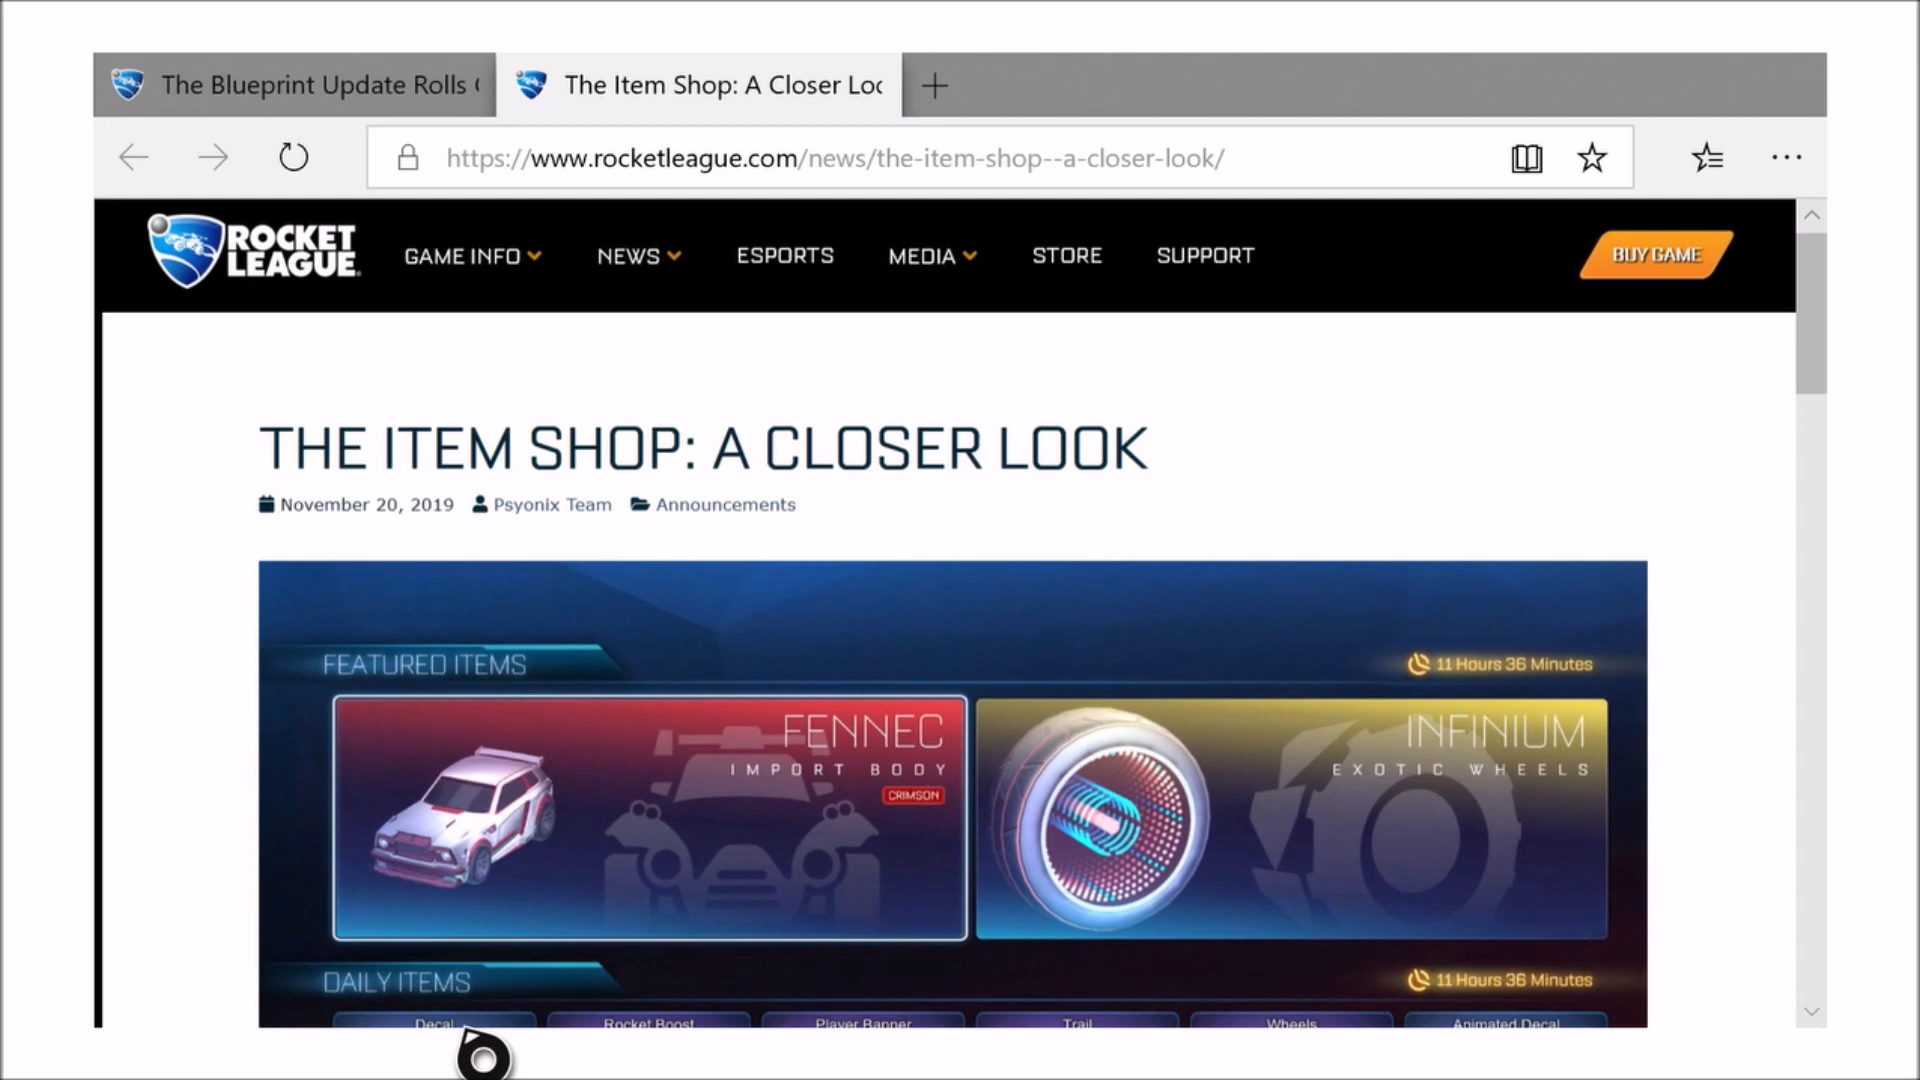 The Blueprint Update Rolls
The Item Shop: A Closer Loo
https://www.rocketleague.com/news/the-item-shop--a-closer-look/
ROCKET LEAGUE
GAME INFO
NEWS
ESPORTS
MEDIA
STORE
SUPPORT
BUY GAME
THE ITEM SHOP: A CLOSER LOOK
November 20, 2019 Psyonix Team Announcements
FEATURED ITEMS
11 Hours 36 Minutes
FENNEC
IMPORT BODY
CRIMSON
INFINIUM
EXOTIC WHEELS
DAILY ITEMS
11 Hours 36 Minutes
Decal
Rocket Boost
Player Banner
Trail
Wheels
Animated Decal